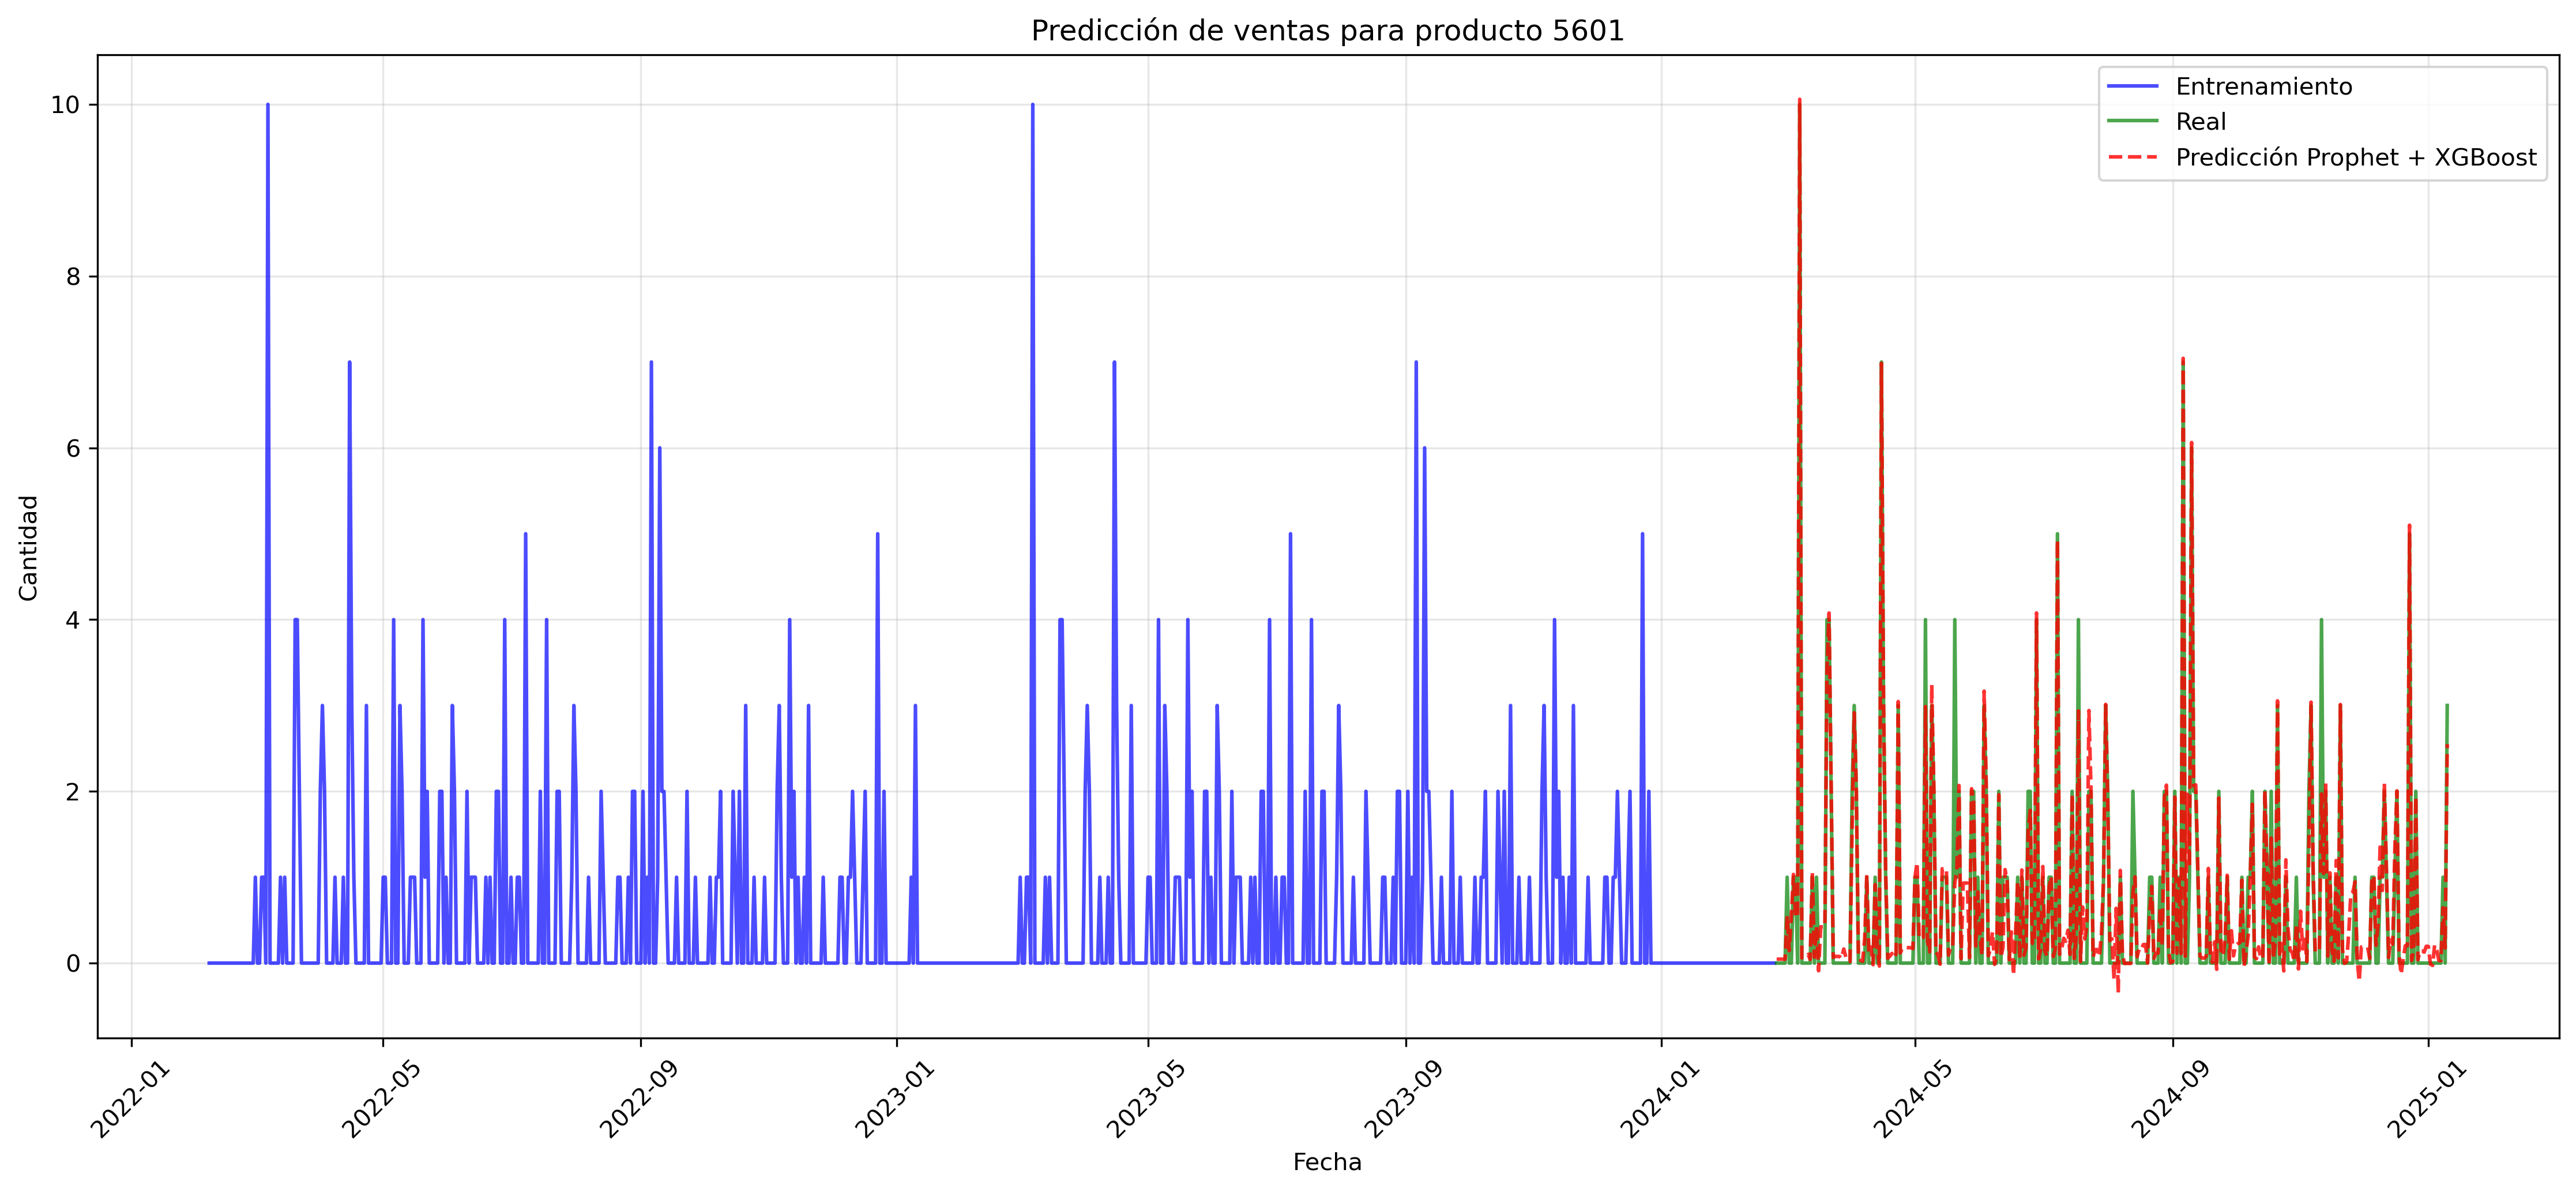 Predicción de ventas para producto 5601
Entrenamiento
Real
Predicción Prophet + XGBoost
10
8
6
4
2
0
Cantidad
2022-01
2022-05
2022-09
2023-01
2023-05
2023-09
2024-01
2024-05
2024-09
2025-01
Fecha